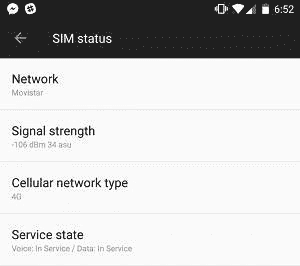 6:52
SIM status
Network
Movistar
Signal strength
-106 dBm 34 asu
Cellular network type
4G
Service state
Voice: In Service / Data: In Service